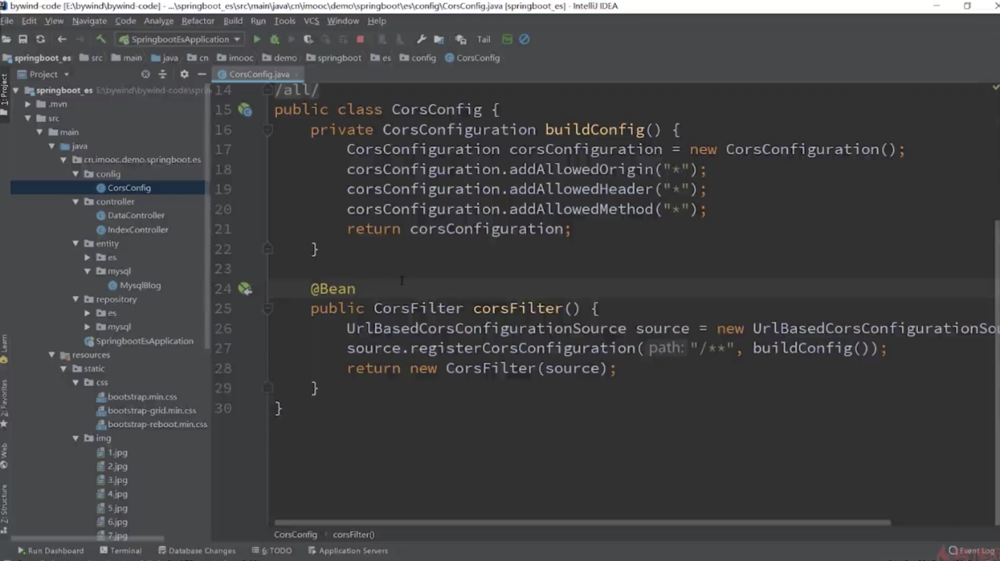 bywind-code [E:\bywind\bywind-code] - ...\springboot_es\src\main\java\cn\imooc\demo\springboot\es\config\CorsConfig.java [springboot_es] - IntelliJ IDEA
File Edit View Navigate Code Analyze Refactor Build Run Tools VCS Window Help
SpringbootEsApplication Tail
springboot_es src main java cn imooc demo springboot es config CorsConfig
Project CorsConfig.java
1: Project
springboot_es E:\bywind\bywind-code\spri
.mvn
src
main
java
cn.imooc.demo.springboot.es
config
CorsConfig
controller
DataController
IndexController
entity
es
mysql
MysqlBlog
repository
es
mysql
SpringbootEsApplication
resources
static
css
bootstrap.min.css
bootstrap-grid.min.css
bootstrap-reboot.min.css
img
1.jpg
2.jpg
3.jpg
4.jpg
5.jpg
6.jpg
7.jpg
Learn
2: Favorites
Web
7: Structure
14 /all/
15 public class CorsConfig {
16 private CorsConfiguration buildConfig() {
17 CorsConfiguration corsConfiguration = new CorsConfiguration();
18 corsConfiguration.addAllowedOrigin("*");
19 corsConfiguration.addAllowedHeader("*");
20 corsConfiguration.addAllowedMethod("*");
21 return corsConfiguration;
22 }
23
24 @Bean
25 public CorsFilter corsFilter() {
26 UrlBasedCorsConfigurationSource source = new UrlBasedCorsConfigurationSo
27 source.registerCorsConfiguration( path: "/**", buildConfig());
28 return new CorsFilter(source);
29 }
30 }
CorsConfig corsFilter()
Run Dashboard Terminal Database Changes 6: TODO Application Servers Event Log